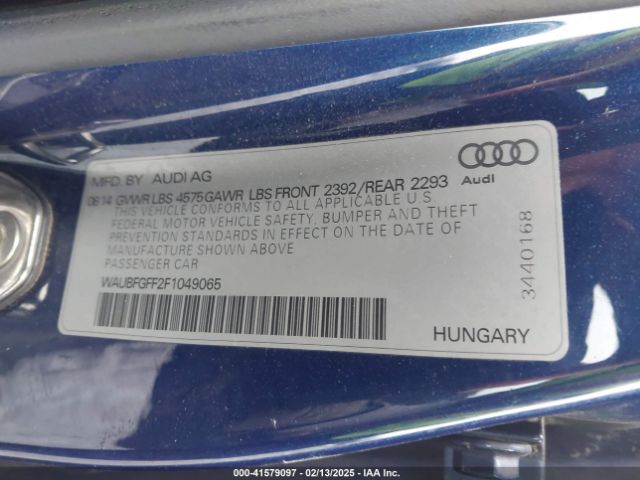 MFD. BY AUDI AG
Audi
08 14 GVWR LBS 4575 GAWR LBS FRONT 2392/REAR 2293
THIS VEHICLE CONFORMS TO ALL APPLICABLE U.S.
FEDERAL MOTOR VEHICLE SAFETY, BUMPER AND THEFT
PREVENTION STANDARDS IN EFFECT ON THE DATE OF
MANUFACTURE SHOWN ABOVE
PASSENGER CAR
WAUBFGFF2F1049065
3440168
HUNGARY
000-41579097 - 02/13/2025 - IAA Inc.